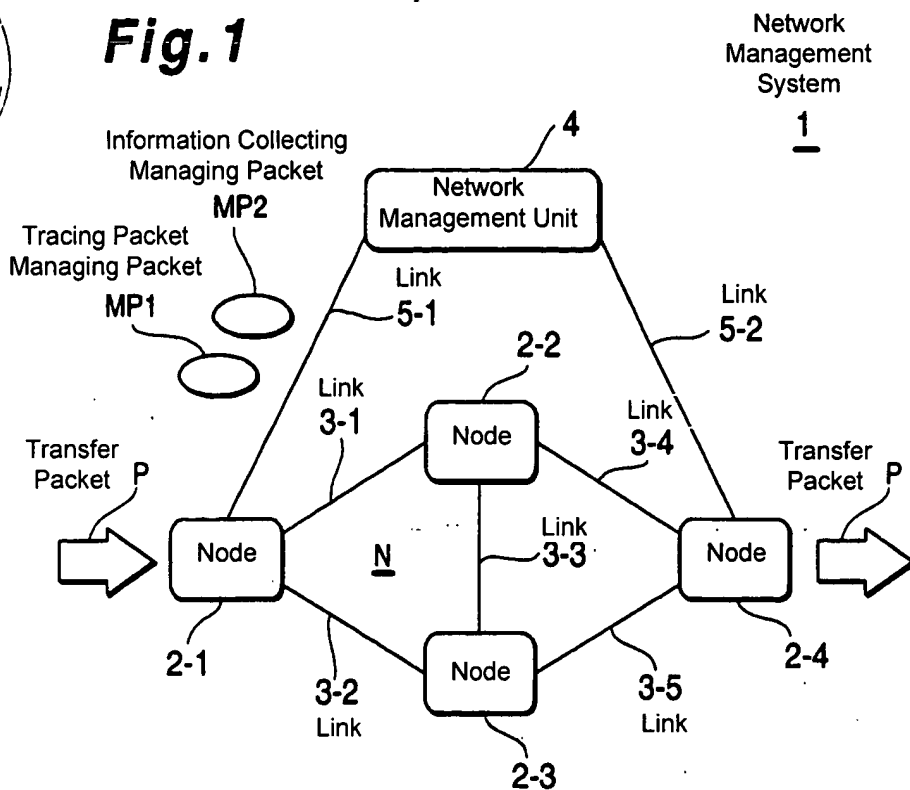 Fig.1
Network
Management
System
1
Information Collecting
Managing Packet
MP2
Tracing Packet
Managing Packet
MP1
4
Network
Management Unit
Link
5-1
Link
5-2
2-2
Link
3-1
Node
Link
3-4
Transfer
Packet P
Transfer
Packet P
Node
N
Link
3-3
Node
2-1
2-4
3-2
Link
Node
3-5
Link
2-3